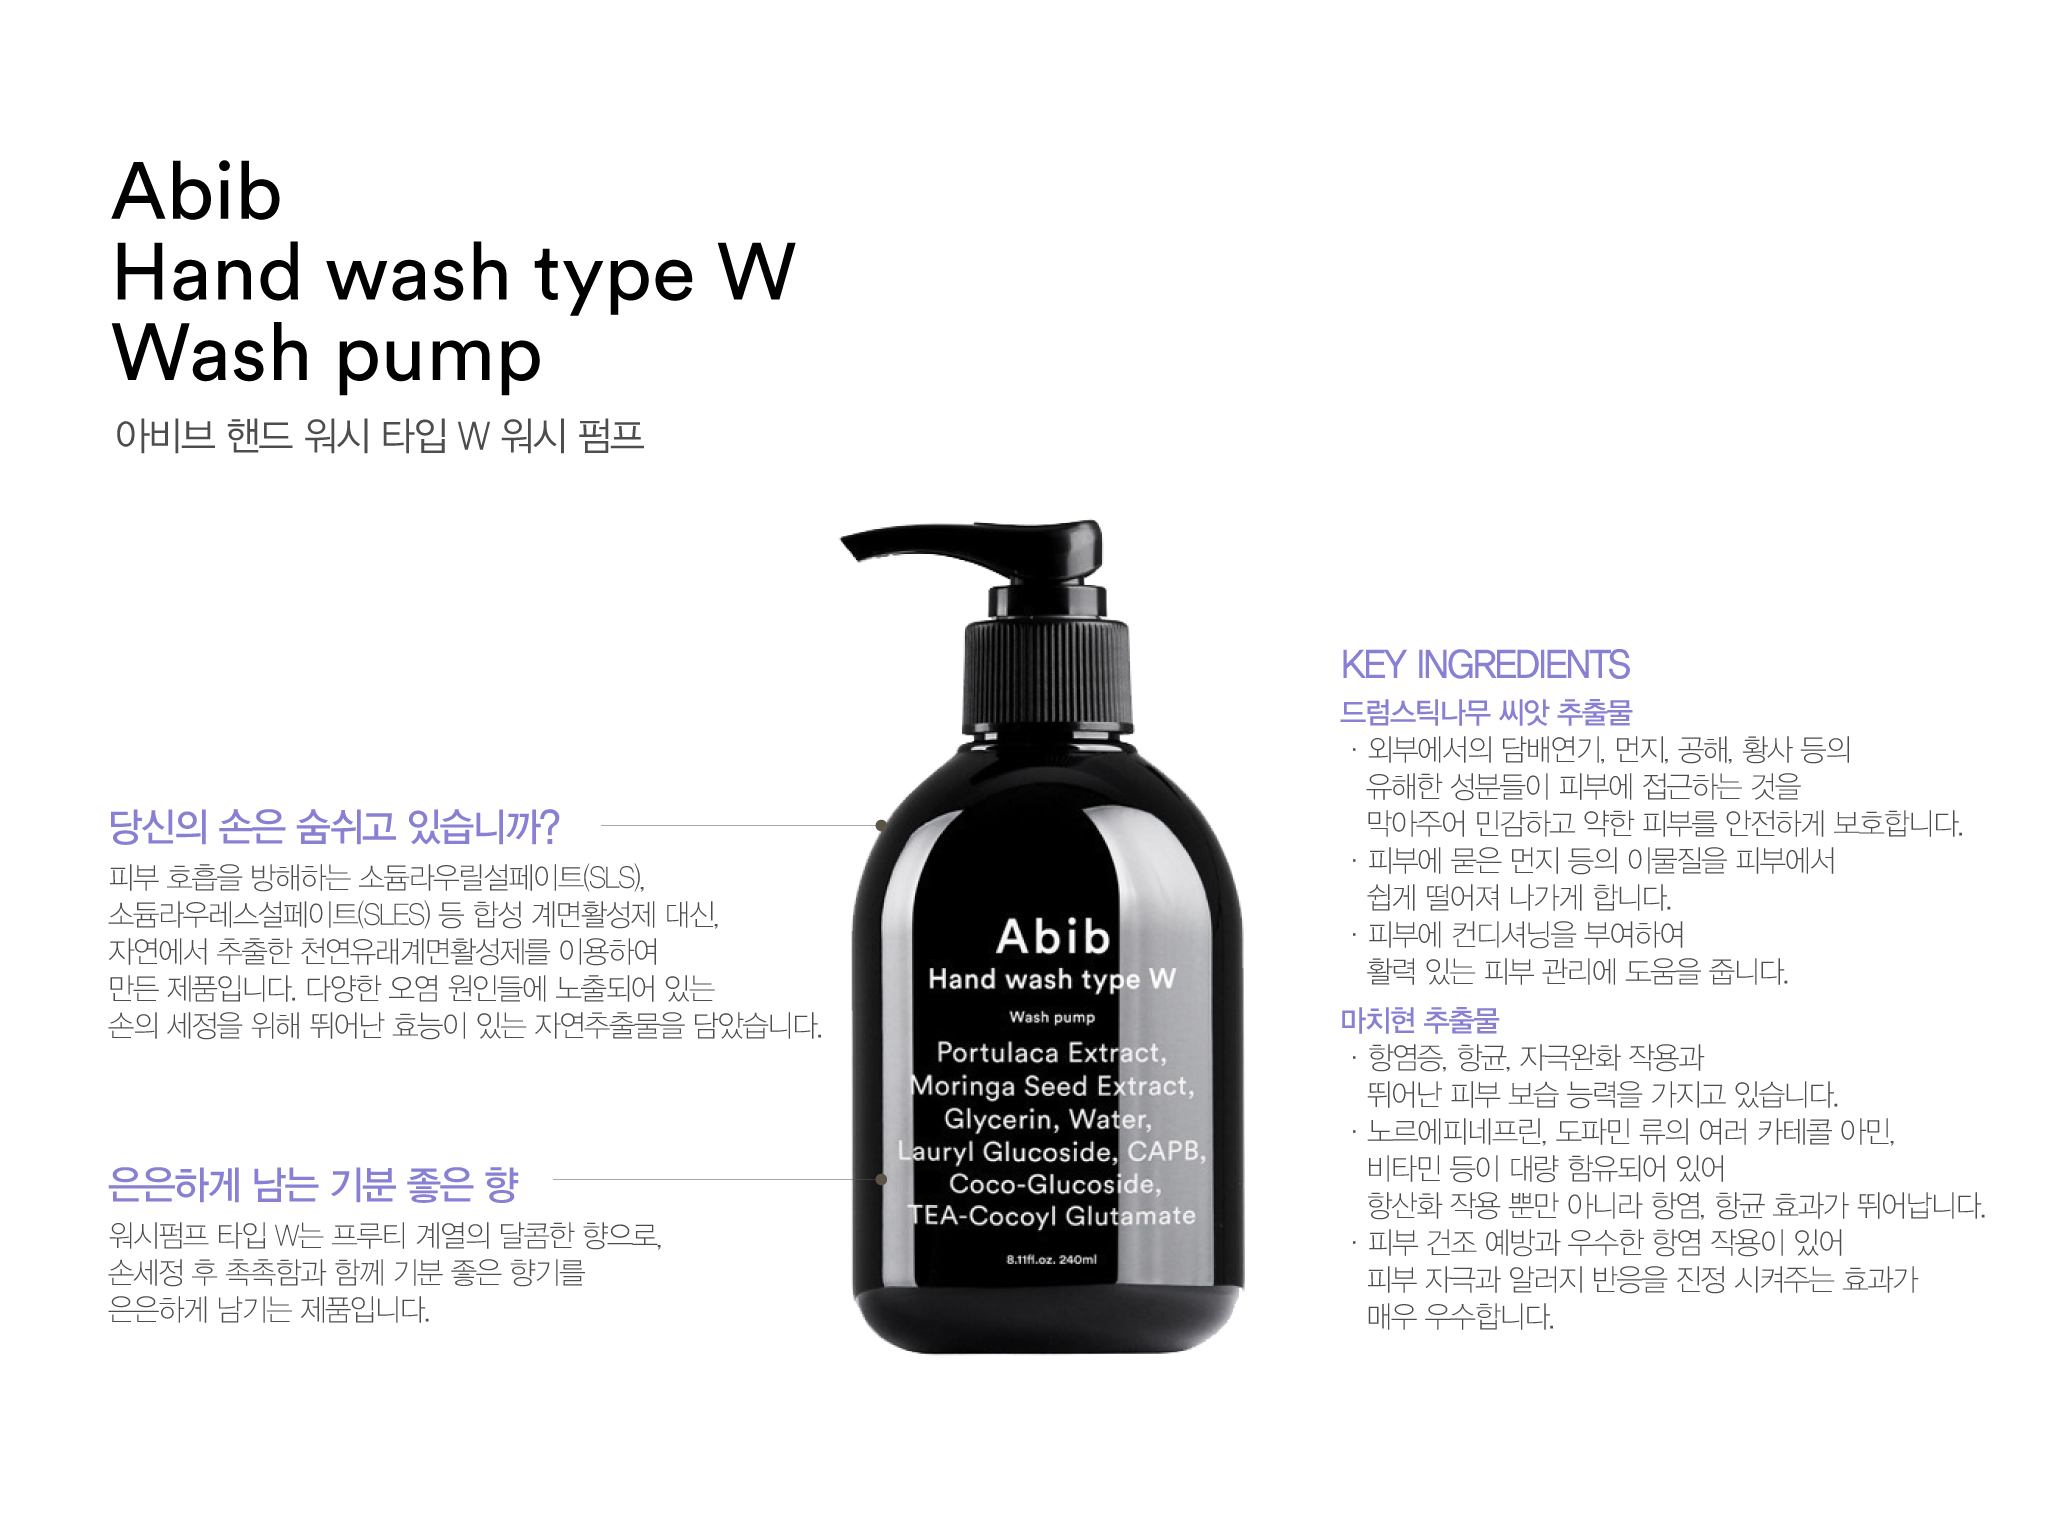 Abib
Hand wash type W
Wash pump
아비브 핸드 워시 타입 W 워시 펌프
당신의 손은 숨쉬고 있습니까?
피부 호흡을 방해하는 소듐라우릴설페이트(SLS),
소듐라우레스설페이트(SLES) 등 합성 계면활성제 대신,
자연에서 추출한 천연유래계면활성제를 이용하여
만든 제품입니다. 다양한 오염 원인들에 노출되어 있는
손의 세정을 위해 뛰어난 효능이 있는 자연추출물을 담았습니다.
은은하게 남는 기분 좋은 향
워시펌프 타입 W는 프루티 계열의 달콤한 향으로,
손세정 후 촉촉함과 함께 기분 좋은 향기를
은은하게 남기는 제품입니다.
Abib
Hand wash type W
Wash pump
Portulaca Extract,
Moringa Seed Extract,
Glycerin, Water,
Lauryl Glucoside, CAPB,
Coco-Glucoside,
TEA-Cocoyl Glutamate
8.11fl.oz. 240ml
KEY INGREDIENTS
드럼스틱나무 씨앗 추출물
· 외부에서의 담배연기, 먼지, 공해, 황사 등의
유해한 성분들이 피부에 접근하는 것을
막아주어 민감하고 약한 피부를 안전하게 보호합니다.
· 피부에 묻은 먼지 등의 이물질을 피부에서
쉽게 떨어져 나가게 합니다.
· 피부에 컨디셔닝을 부여하여
활력 있는 피부 관리에 도움을 줍니다.
마치현 추출물
· 항염증, 항균, 자극완화 작용과
뛰어난 피부 보습 능력을 가지고 있습니다.
· 노르에피네프린, 도파민 류의 여러 카테콜 아민,
비타민 등이 대량 함유되어 있어
항산화 작용 뿐만 아니라 항염, 항균 효과가 뛰어납니다.
· 피부 건조 예방과 우수한 항염 작용이 있어
피부 자극과 알러지 반응을 진정 시켜주는 효과가
매우 우수합니다.